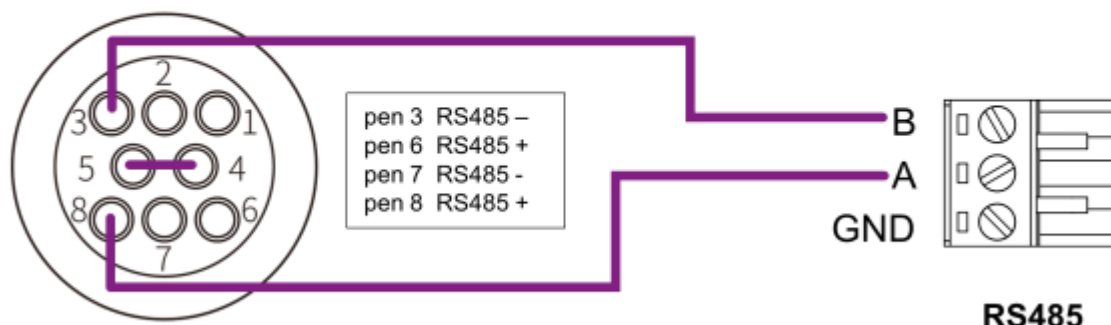 2
3
1
5
4
8
6
7
pen 3 RS485 –
pen 6 RS485 +
pen 7 RS485 -
pen 8 RS485 +
B
A
GND
RS485